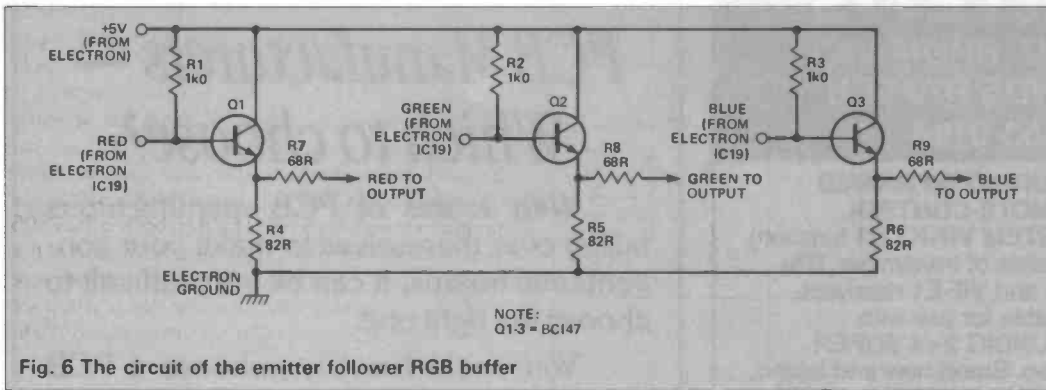 +5V
(FROM
ELECTRON)
R1
1k0
Q1
RED
(FROM
ELECTRON
IC19)
R7
68R
RED TO
OUTPUT
R4
82R
ELECTRON
GROUND
R2
1k0
GREEN
(FROM
ELECTRON
IC19)
Q2
R8
68R
GREEN TO
OUTPUT
R5
82R
NOTE:
Q1-3 = BC147
R3
1k0
BLUE
(FROM
ELECTRON
IC19)
Q3
R9
68R
BLUE
TO OUTPUT
R6
82R
Fig. 6 The circuit of the emitter follower RGB buffer